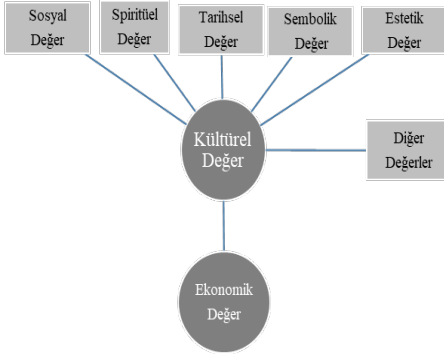 Sosyal
Değer
Spiritüel
Değer
Tarihsel
Değer
Sembolik
Değer
Estetik
Değer
Kültürel
Değer
Diğer
Değerler
Ekonomik
Değer